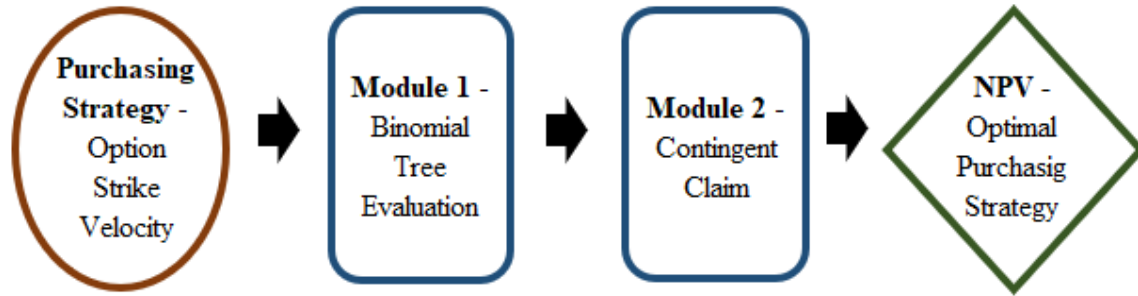 Purchasing
Strategy -
Option
Strike
Velocity
Module 1 -
Binomial
Tree
Evaluation
Module 2 -
Contingent
Claim
NPV -
Optimal
Purchasig
Strategy